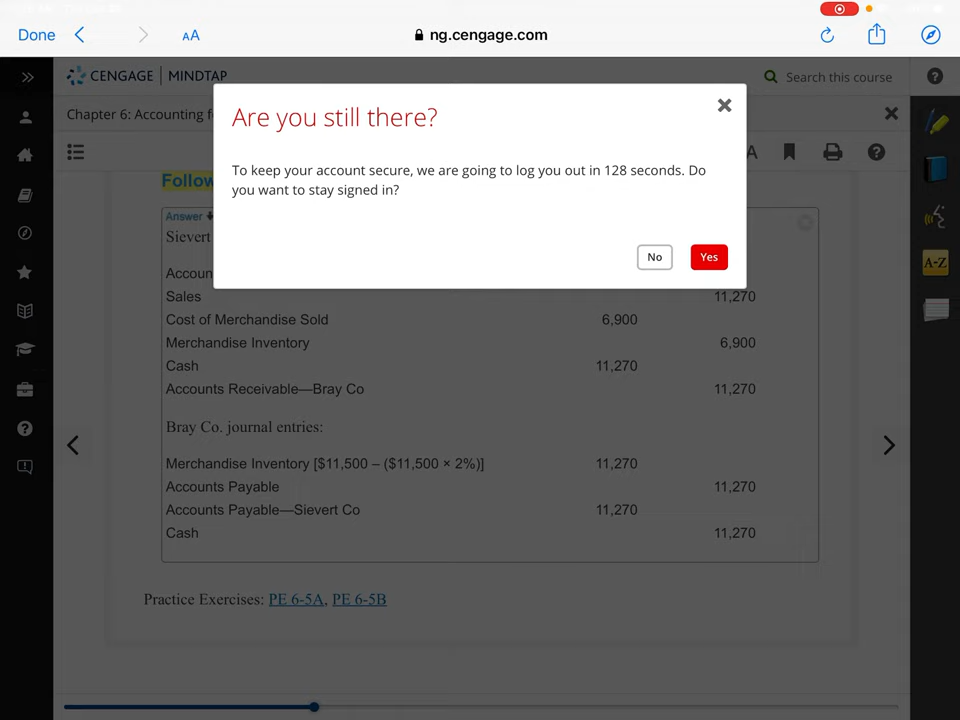 Done
AA
ng.cengage.com
CENGAGE | MINDTAP
Search this course
Chapter 6: Accounting f
A
Follow
Are you still there?
To keep your account secure, we are going to log you out in 128 seconds. Do
you want to stay signed in?
No Yes
Answer
Sievert
Accoun
Sales 11,270
Cost of Merchandise Sold 6,900
Merchandise Inventory 6,900
Cash 11,270
Accounts Receivable—Bray Co 11,270
Bray Co. journal entries:
Merchandise Inventory [$11,500 – ($11,500 × 2%)] 11,270
Accounts Payable 11,270
Accounts Payable—Sievert Co 11,270
Cash 11,270
Practice Exercises: PE 6-5A, PE 6-5B
A-Z